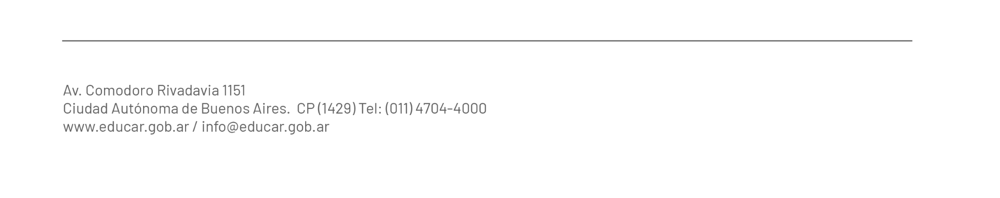 Av. Comodoro Rivadavia 1151
Ciudad Autónoma de Buenos Aires.  CP (1429) Tel: (011) 4704-4000
www.educar.gob.ar / info@educar.gob.ar